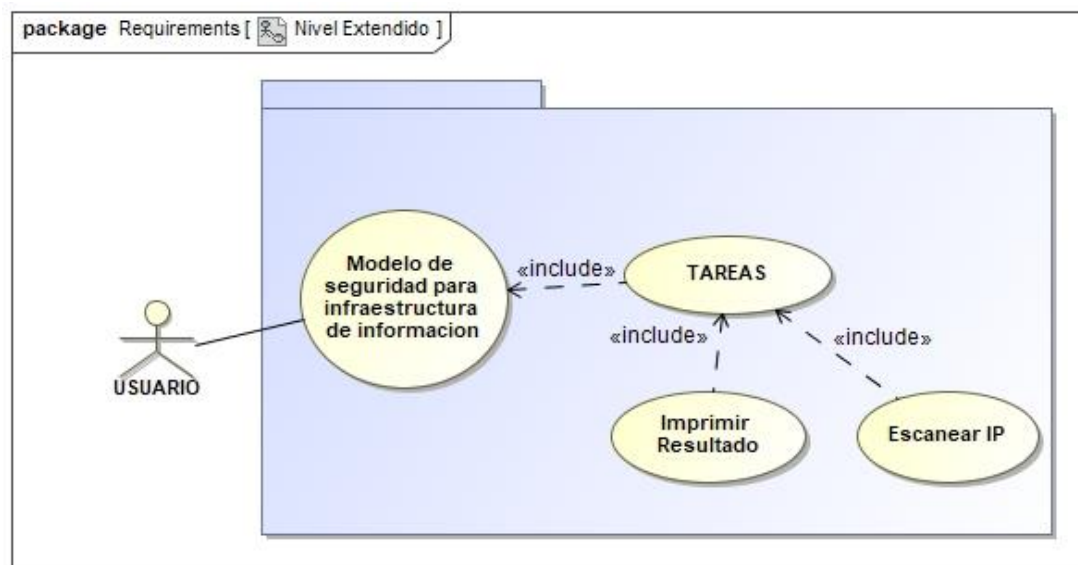 package Requirements [ Nivel Extendido ]
Modelo de
seguridad para
infraestructura
de informacion
«include»
TAREAS
«include»
«include»
USUARIO
Imprimir
Resultado
Escanear IP